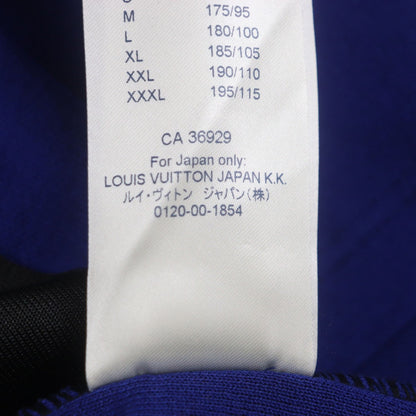 M 175/95
L 180/100
XL 185/105
XXL 190/110
XXXL 195/115
CA 36929
For Japan only:
LOUIS VUITTON JAPAN K.K.
ルイ・ヴィトン ジャパン(株)
0120-00-1854